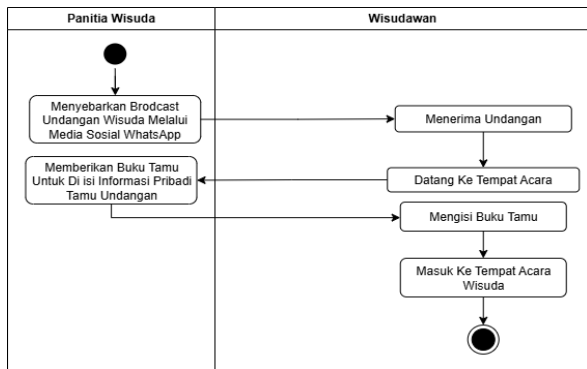 Panitia Wisuda
Wisudawan
Menyebarkan Brodcast
Undangan Wisuda Melalui
Media Sosial WhatsApp
Menerima Undangan
Datang Ke Tempat Acara
Memberikan Buku Tamu
Untuk Di isi Informasi Pribadi
Tamu Undangan
Mengisi Buku Tamu
Masuk Ke Tempat Acara
Wisuda